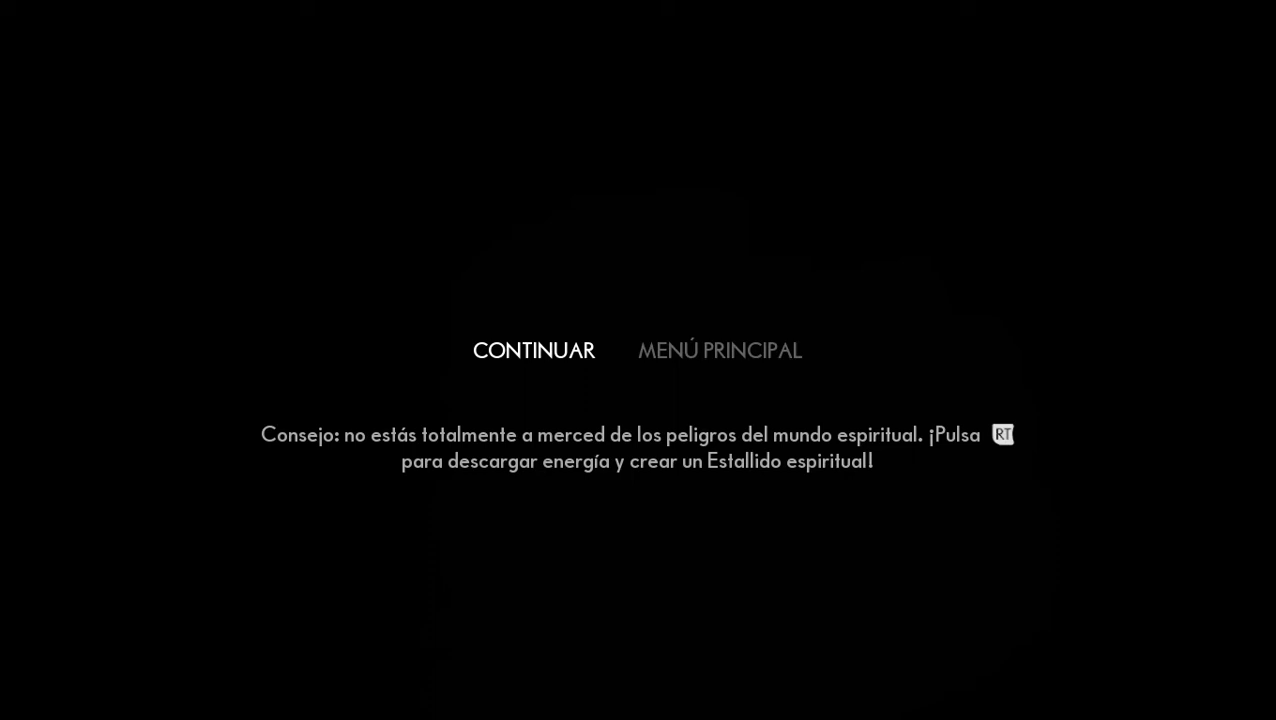 CONTINUAR MENÚ PRINCIPAL
Consejo: no estás totalmente a merced de los peligros del mundo espiritual. ¡Pulsa RT
para descargar energía y crear un Estallido espiritual!